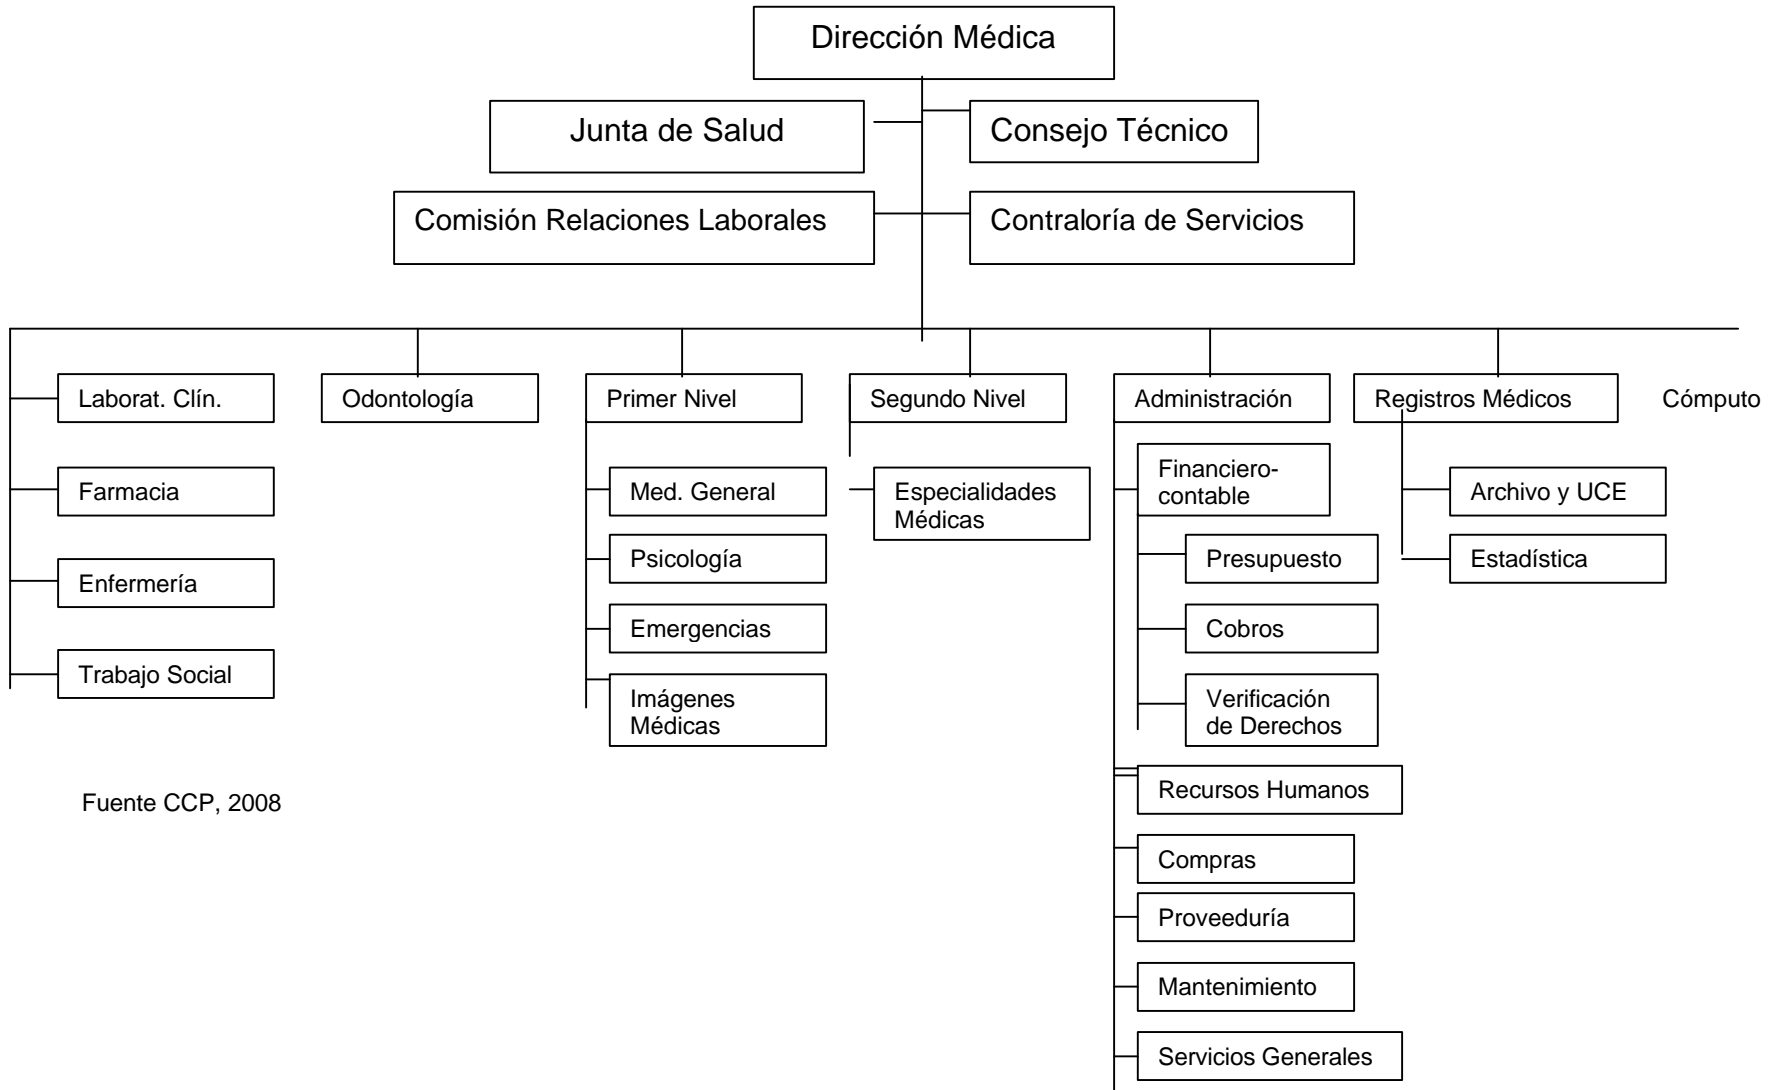 Dirección Médica
Junta de Salud
Consejo Técnico
Comisión Relaciones Laborales
Contraloría de Servicios
Laborat. Clín.
Odontología
Primer Nivel
Segundo Nivel
Administración
Registros Médicos
Cómputo
Farmacia
Enfermería
Trabajo Social
Med. General
Psicología
Emergencias
Imágenes
Médicas
Especialidades
Médicas
Financiero-
contable
Presupuesto
Cobros
Verificación
de Derechos
Recursos Humanos
Compras
Proveeduría
Mantenimiento
Servicios Generales
Archivo y UCE
Estadística
Fuente CCP, 2008